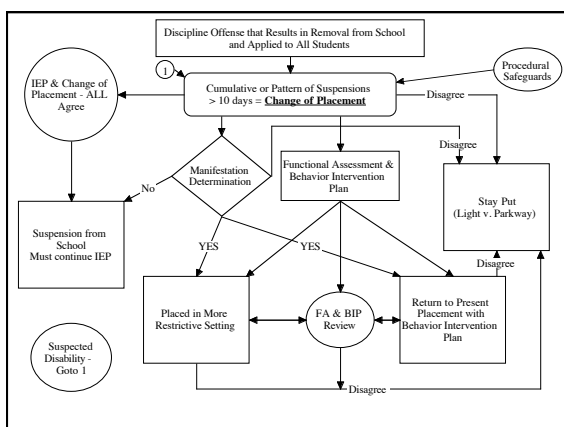 Discipline Offense that Results in Removal from School
and Applied to All Students
1
Procedural
Safeguards
IEP & Change of
Placement - ALL
Agree
Cumulative or Pattern of Suspensions
> 10 days = Change of Placement
Disagree
Disagree
Manifestation
Determination
Functional Assessment &
Behavior Intervention
Plan
No
Stay Put
(Light v. Parkway)
Suspension from
School
Must continue IEP
YES
YES
Disagree
Placed in More
Restrictive Setting
FA & BIP
Review
Return to Present
Placement with
Behavior Intervention
Plan
Suspected
Disability -
Goto 1
Disagree